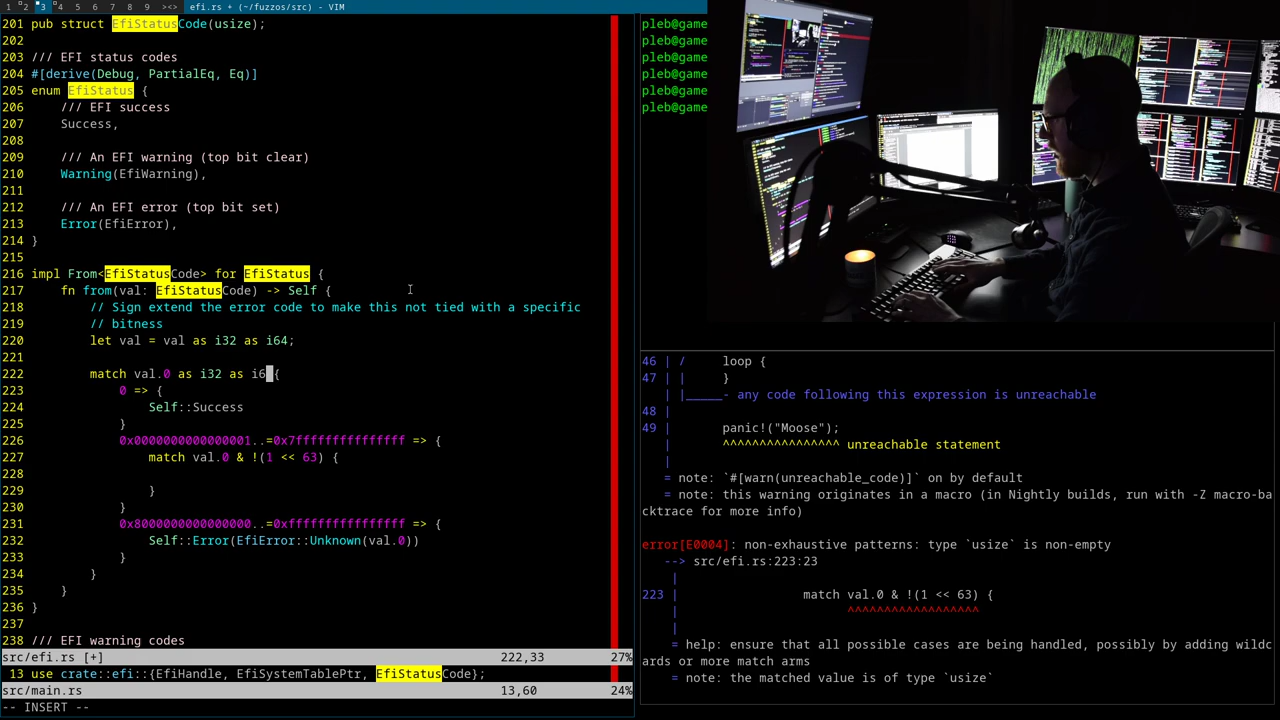 1 2 3 4 5 6 7 8 9 ><> efi.rs + (~/fuzzos/src) - VIM
201 pub struct EfiStatusCode(usize);
202
203 /// EFI status codes
204 #[derive(Debug, PartialEq, Eq)]
205 enum EfiStatus {
206     /// EFI success
207     Success,
208
209     /// An EFI warning (top bit clear)
210     Warning(EfiWarning),
211
212     /// An EFI error (top bit set)
213     Error(EfiError),
214 }
215
216 impl From<EfiStatusCode> for EfiStatus {
217     fn from(val: EfiStatusCode) -> Self {
218         // Sign extend the error code to make this not tied with a specific
219         // bitness
220         let val = val as i32 as i64;
221
222         match val.0 as i32 as i6 {
223             0 => {
224                 Self::Success
225             }
226             0x0000000000000001..=0x7fffffffffffffff => {
227                 match val.0 & !(1 << 63) {
228
229                 }
230             }
231             0x8000000000000000..=0xffffffffffffffff => {
232                 Self::Error(EfiError::Unknown(val.0))
233             }
234         }
235     }
236 }
237
238 /// EFI warning codes
src/efi.rs [+] 222,33 27%
13 use crate::efi::{EfiHandle, EfiSystemTablePtr, EfiStatusCode};
src/main.rs 13,60 24%
-- INSERT --
pleb@game
pleb@game
pleb@game
pleb@game
pleb@game
pleb@game
46 | /     loop {
47 | |     }
   | |_____- any code following this expression is unreachable
48 |
49 |       panic!("Moose");
   |       ^^^^^^^^^^^^^^^^ unreachable statement
   |
   = note: `#[warn(unreachable_code)]` on by default
   = note: this warning originates in a macro (in Nightly builds, run with -Z macro-ba
cktrace for more info)
error[E0004]: non-exhaustive patterns: type `usize` is non-empty
   --> src/efi.rs:223:23
    |
223 |                 match val.0 & !(1 << 63) {
    |                       ^^^^^^^^^^^^^^^^^^
    |
    = help: ensure that all possible cases are being handled, possibly by adding wildc
ards or more match arms
    = note: the matched value is of type `usize`